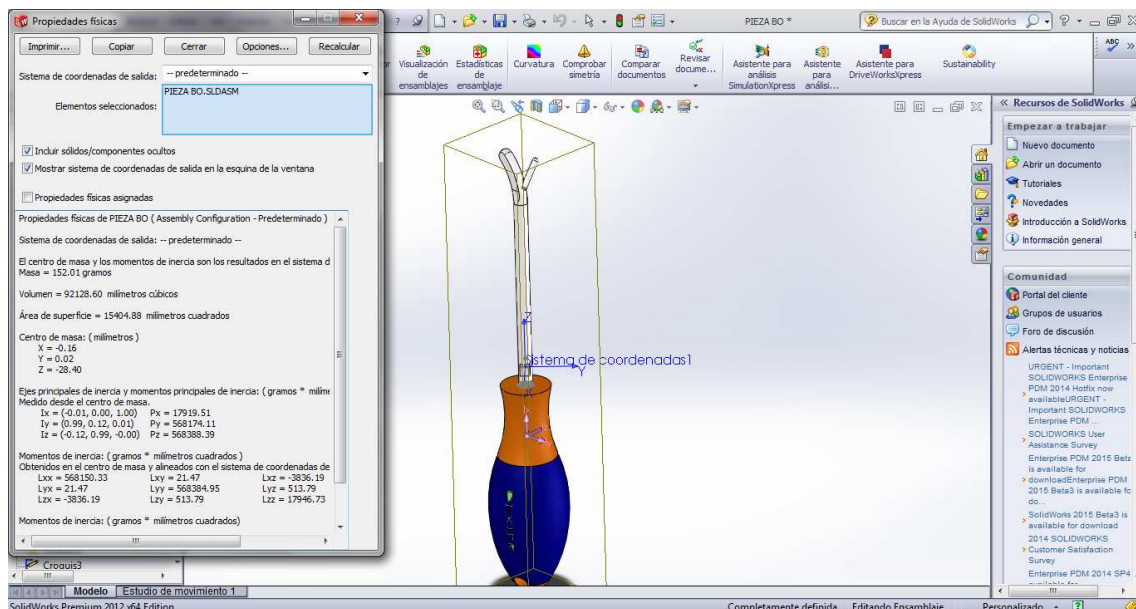 Propiedades físicas
Imprimir... Copiar Cerrar Opciones... Recalcular
Sistema de coordenadas de salida: -- predeterminado --
PIEZA BO.SLDASM
Elementos seleccionados:
Incluir sólidos/componentes ocultos
Mostrar sistema de coordenadas de salida en la esquina de la ventana
Propiedades físicas asignadas
Propiedades físicas de PIEZA BO ( Assembly Configuration - Predeterminado )
Sistema de coordenadas de salida: -- predeterminado --
El centro de masa y los momentos de inercia son los resultados en el sistema d
Masa = 152.01 gramos
Volumen = 92128.60 milímetros cúbicos
Área de superficie = 15404.88 milímetros cuadrados
Centro de masa: ( milímetros )
X = -0.16
Y = 0.02
Z = -28.40
Ejes principales de inercia y momentos principales de inercia: ( gramos * milíme
Medido desde el centro de masa.
Ix = (-0.01, 0.00, 1.00) Px = 17919.51
Iy = (0.99, 0.12, 0.01) Py = 568174.11
Iz = (-0.12, 0.99, -0.00) Pz = 568388.39
Momentos de inercia: ( gramos * milímetros cuadrados )
Obtenidos en el centro de masa y alineados con el sistema de coordenadas de
Lxx = 568150.33 Lxy = 21.47 Lxz = -3836.19
Lyx = 21.47 Lyy = 568384.95 Lyz = 513.79
Lzx = -3836.19 Lzy = 513.79 Lzz = 17946.73
Momentos de inercia: ( gramos * milímetros cuadrados)
Croquis3
Modelo Estudio de movimiento 1
SolidWorks Premium 2012 x64 Edition
PIEZA BO *
Buscar en la Ayuda de SolidWorks
Visualización de ensamblajes
Estadísticas de ensamblaje
Curvatura
Comprobar simetría
Comparar documentos
Revisar docume...
Asistente para análisis SimulationXpress
Asistente para análisi...
Asistente para DriveWorksXpress
Sustainability
ABC
Z
Sistema de coordenadas1
Y
Recursos de SolidWorks
Empezar a trabajar
Nuevo documento
Abrir un documento
Tutoriales
Novedades
Introducción a SolidWorks
Información general
Comunidad
Portal del cliente
Grupos de usuarios
Foro de discusión
Alertas técnicas y noticias
URGENT - Important
SOLIDWORKS Enterprise
PDM 2014 Hotfix now
availableURGENT -
Important SOLIDWORKS
Enterprise PDM ...
SOLIDWORKS User
Assistance Survey
Enterprise PDM 2015 Beta
is available for
downloadEnterprise PDM
2015 Beta3 is available fo
do...
SolidWorks 2015 Beta3 is
available for download
2014 SOLIDWORKS
Customer Satisfaction
Survey
Enterprise PDM 2014 SP4
Completamente definida Editando Ensamblaje Personalizado